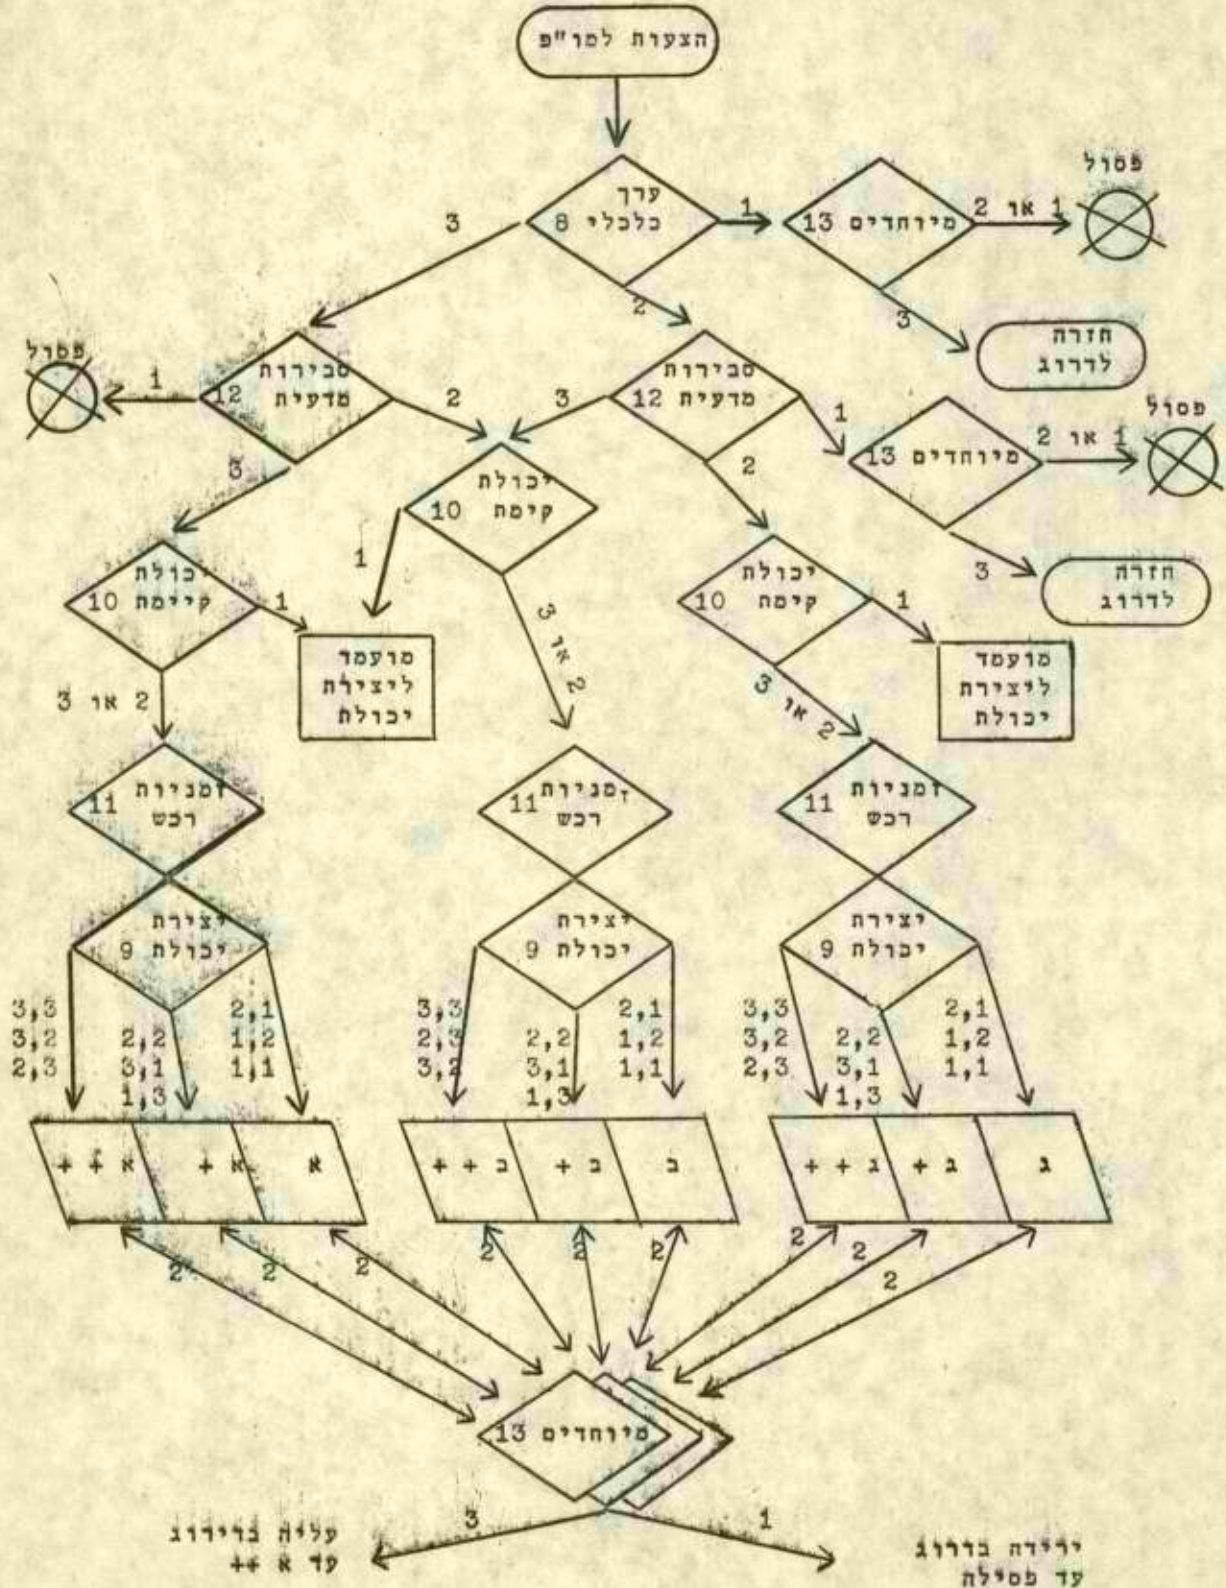 הצעות למו"פ
ערך
כלכלי 8
1
מיוחדים 13
2 או 1
פסול
3
2
3
חזרה
לדרוג
פסול
1
סבירות
מדעית 12
2
3
סבירות
מדעית 12
1
מיוחדים 13
2 או 1
פסול
3
יכולת
קימת 10
2
3
חזרה
לדרוג
1
3 או 2
יכולת
קיימת 10
1
יכולת
קימת 10
1
מועמד
ליצירת
יכולת
3 או 2
3 או 2
מועמד
ליצירת
יכולת
זמניות 11
רכש
זמניות 11
רכש
זמניות 11
רכש
יצירת
יכולת 9
יצירת
יכולת 9
יצירת
יכולת 9
3,3
3,2
2,3
2,2
3,1
1,3
2,1
1,2
1,1
3,3
2,3
3,2
2,2
3,1
1,3
2,1
1,2
1,1
3,3
3,2
2,3
2,2
3,1
1,3
2,1
1,2
1,1
א + +
א +
א
ב + +
ב +
ב
ג + +
ג +
ג
2
2
2
2
2
2
2
2
2
מיוחדים 13
3
1
עליה בדירוג
עד א ++
ירידה בדרוג
עד פסילה